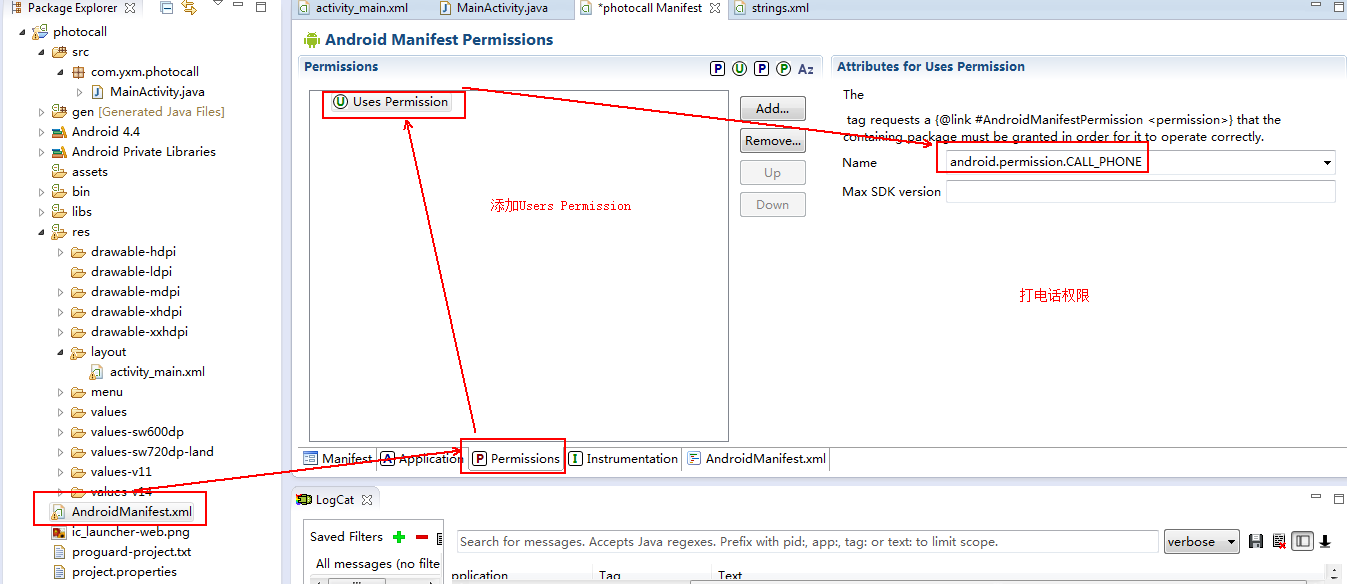 Package Explorer
photocall
src
com.yxm.photocall
MainActivity.java
gen [Generated Java Files]
Android 4.4
Android Private Libraries
assets
bin
libs
res
drawable-hdpi
drawable-ldpi
drawable-mdpi
drawable-xhdpi
drawable-xxhdpi
layout
activity_main.xml
menu
values
values-sw600dp
values-sw720dp-land
values-v11
values-v14
AndroidManifest.xml
ic_launcher-web.png
proguard-project.txt
project.properties
activity_main.xml MainActivity.java *photocall Manifest strings.xml
Android Manifest Permissions
Permissions
P U P P Az
U Uses Permission
Add...
Remove...
Up
Down
添加Users Permission
Attributes for Uses Permission
The
tag requests a {@link #AndroidManifestPermission <permission>} that the
containing package must be granted in order for it to operate correctly.
Name android.permission.CALL_PHONE
Max SDK version
打电话权限
Manifest A Application P Permissions I Instrumentation AndroidManifest.xml
LogCat
Saved Filters
All messages (no filte
Search for messages. Accepts Java regexes. Prefix with pid:, app:, tag: or text: to limit scope.
verbose
pplication Tag Text